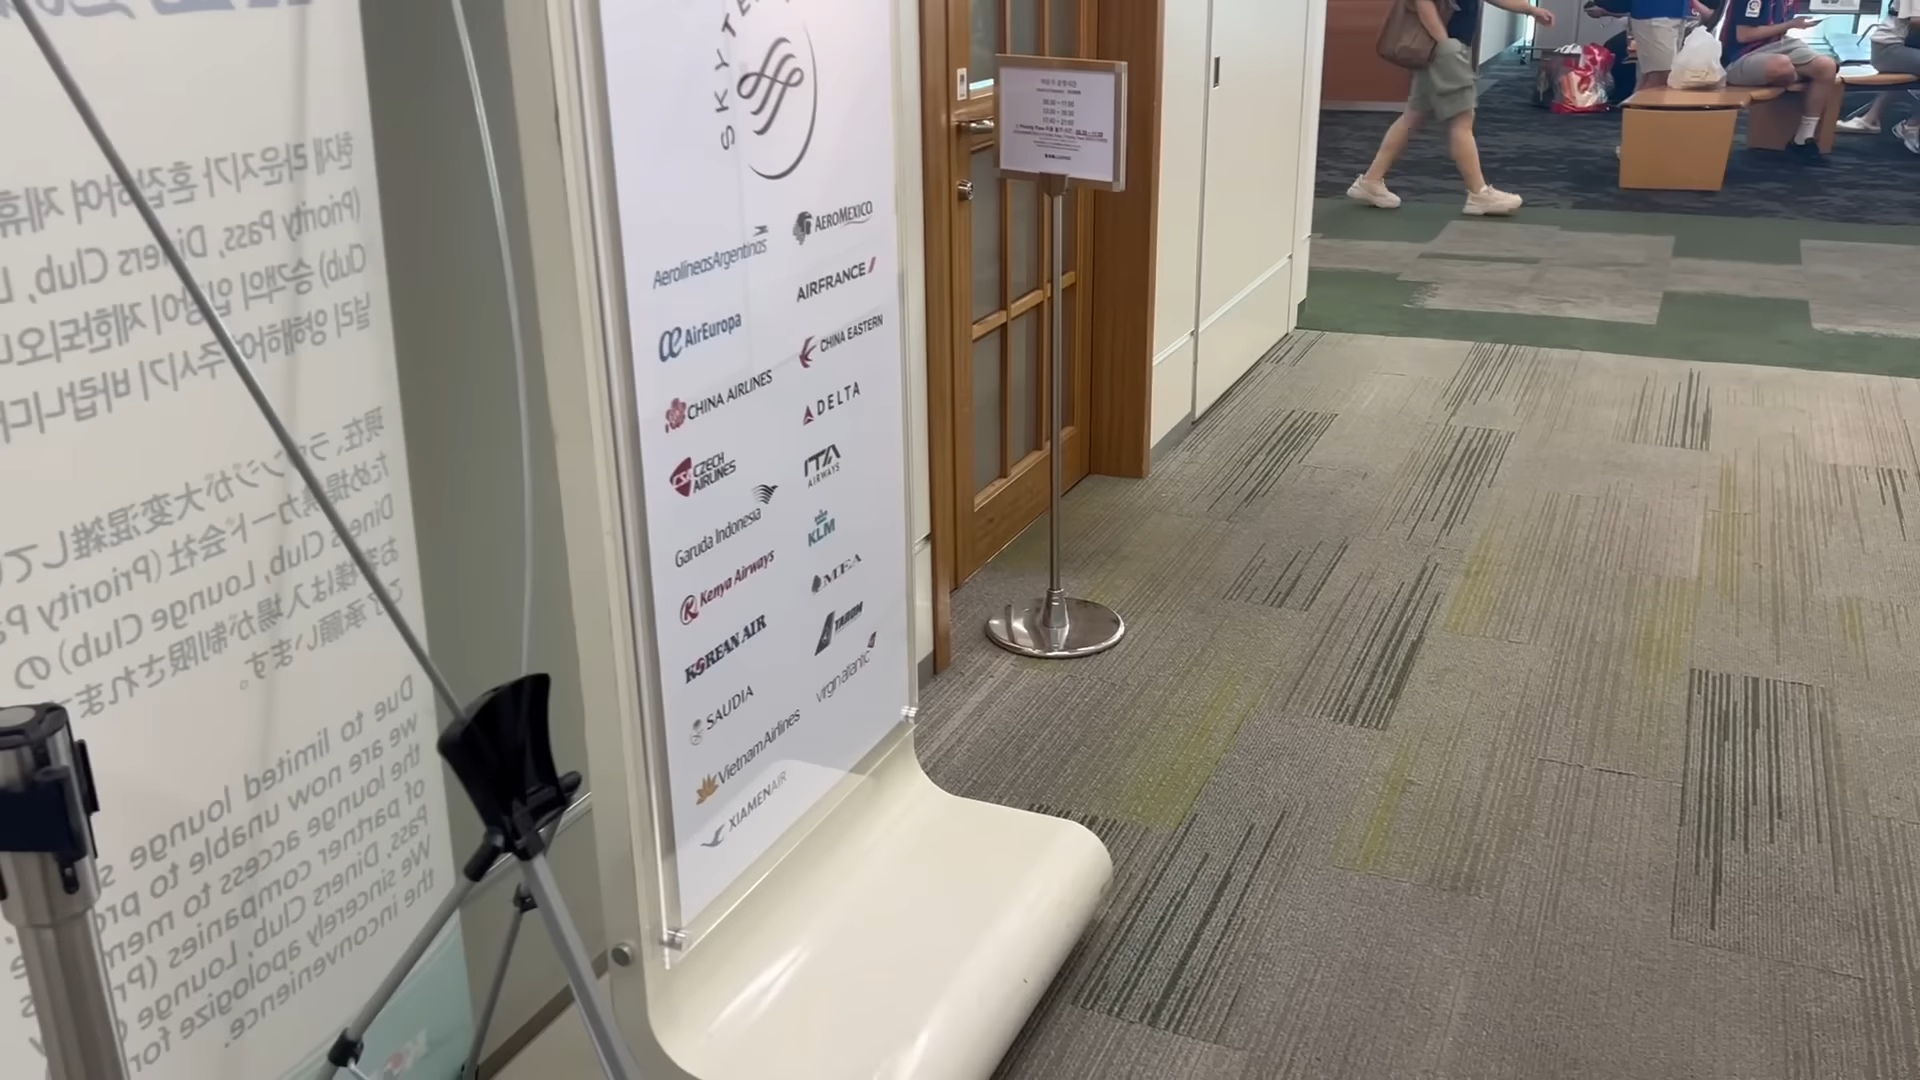 현재 라운지가 혼잡하여 제휴
(Priority Pass, Diners Club, L
Club) 승객의 입장이 제한되오니
널리 양해하여 주시기 바랍니다
現在、ラウンジが大変混雑して
ため提携カード会社 (Priority Pa
Diners Club, Lounge Club) の
お客様は入場が制限されます
ご了承願います。
Due to limited lounge s
we are now unable to pr
the lounge access to mem
of partner companies (Pr
Pass, Diners Club, Lounge
We sincerely apologize for
the inconvenience.
SKYTE
AerolíneasArgentinas
AEROMEXICO
AIRFRANCE
AirEuropa
CHINA EASTERN
CHINA AIRLINES
DELTA
CSA CZECH AIRLINES
ITA AIRWAYS
Garuda Indonesia
KLM
Kenya Airways
MEA
KOREAN AIR
TAROM
SAUDIA
virgin atlantic
Vietnam Airlines
XIAMENAIR